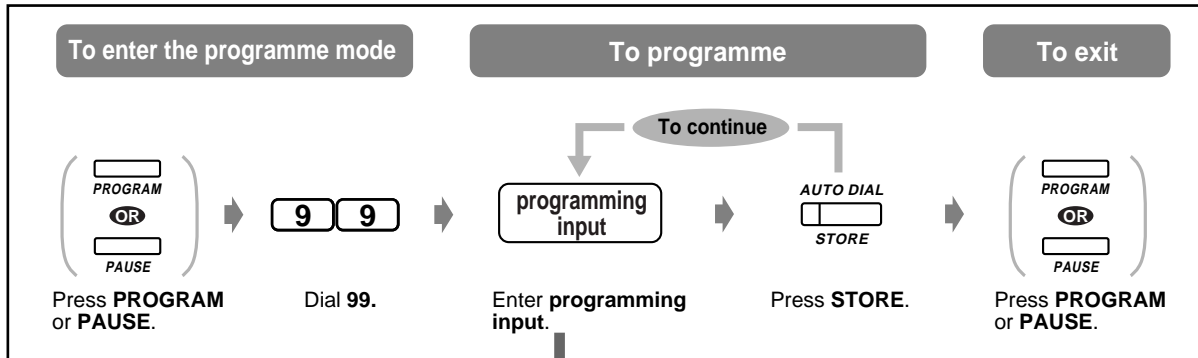 To enter the programme mode
To programme
To exit
To continue
PROGRAM
OR
PAUSE
9 9
programming
input
AUTO DIAL
STORE
PROGRAM
OR
PAUSE
Press PROGRAM
or PAUSE.
Dial 99.
Enter programming
input.
Press STORE.
Press PROGRAM
or PAUSE.